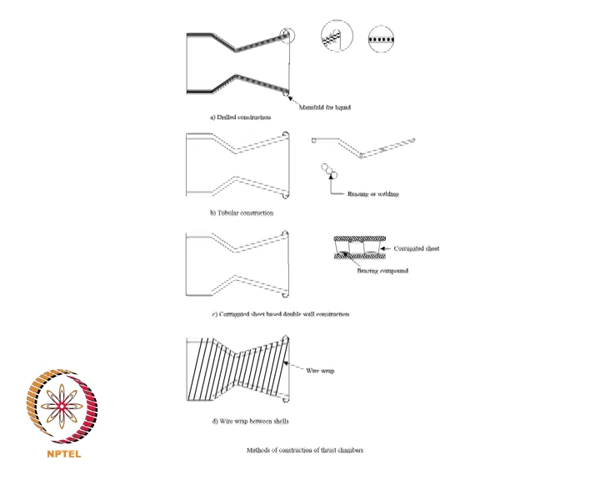 Manifold for liquid
a) Drilled construction
Brazing or welding
b) Tubular construction
Corrugated sheet
Brazing compound
c) Corrugated sheet based double wall construction
Wire wrap
d) Wire wrap between shells
NPTEL
Methods of construction of thrust chambers